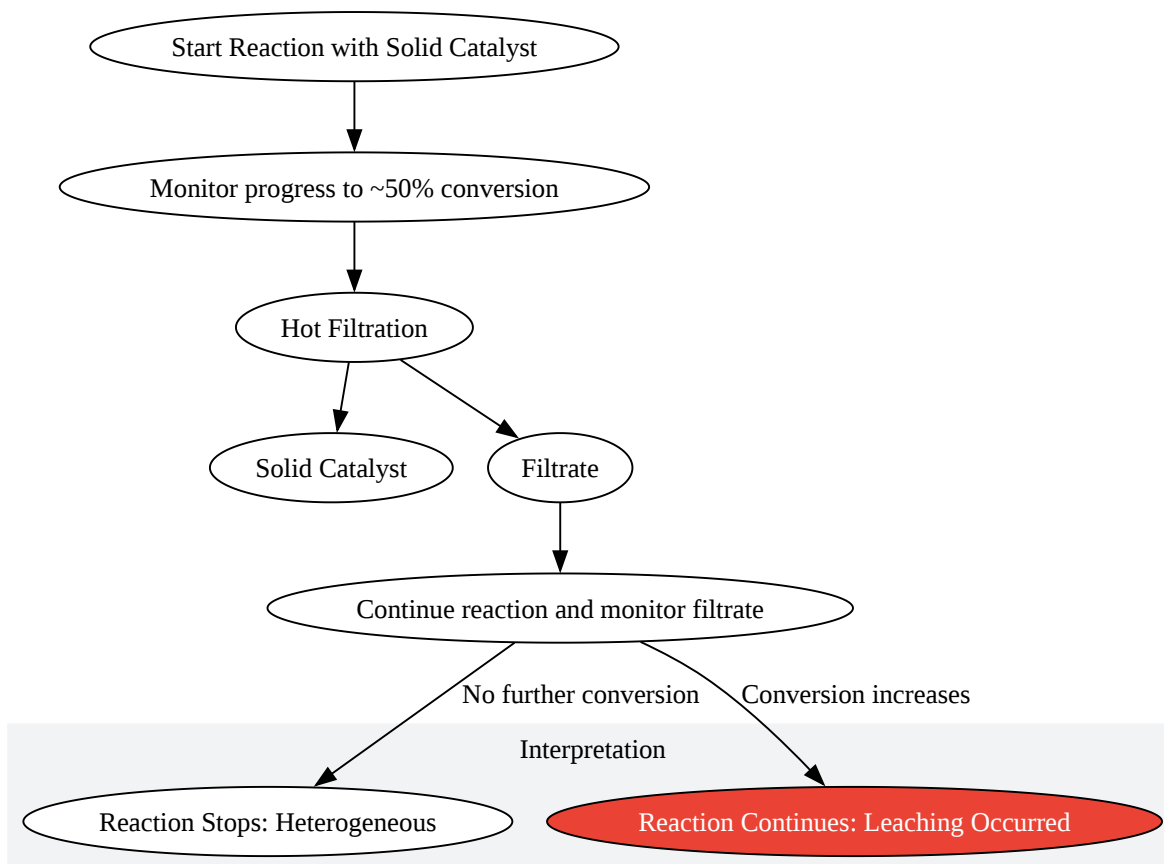 Start Reaction with Solid Catalyst
Monitor progress to ~50% conversion
Hot Filtration
Solid Catalyst
Filtrate
Continue reaction and monitor filtrate
No further conversion
Conversion increases
Interpretation
Reaction Stops: Heterogeneous
Reaction Continues: Leaching Occurred